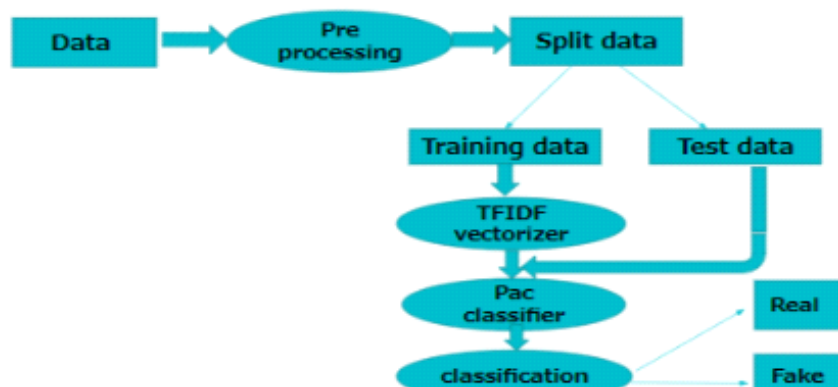 Data
Pre
processing
Split data
Training data
Test data
TFIDF
vectorizer
Pac
classifier
Real
classification
Fake